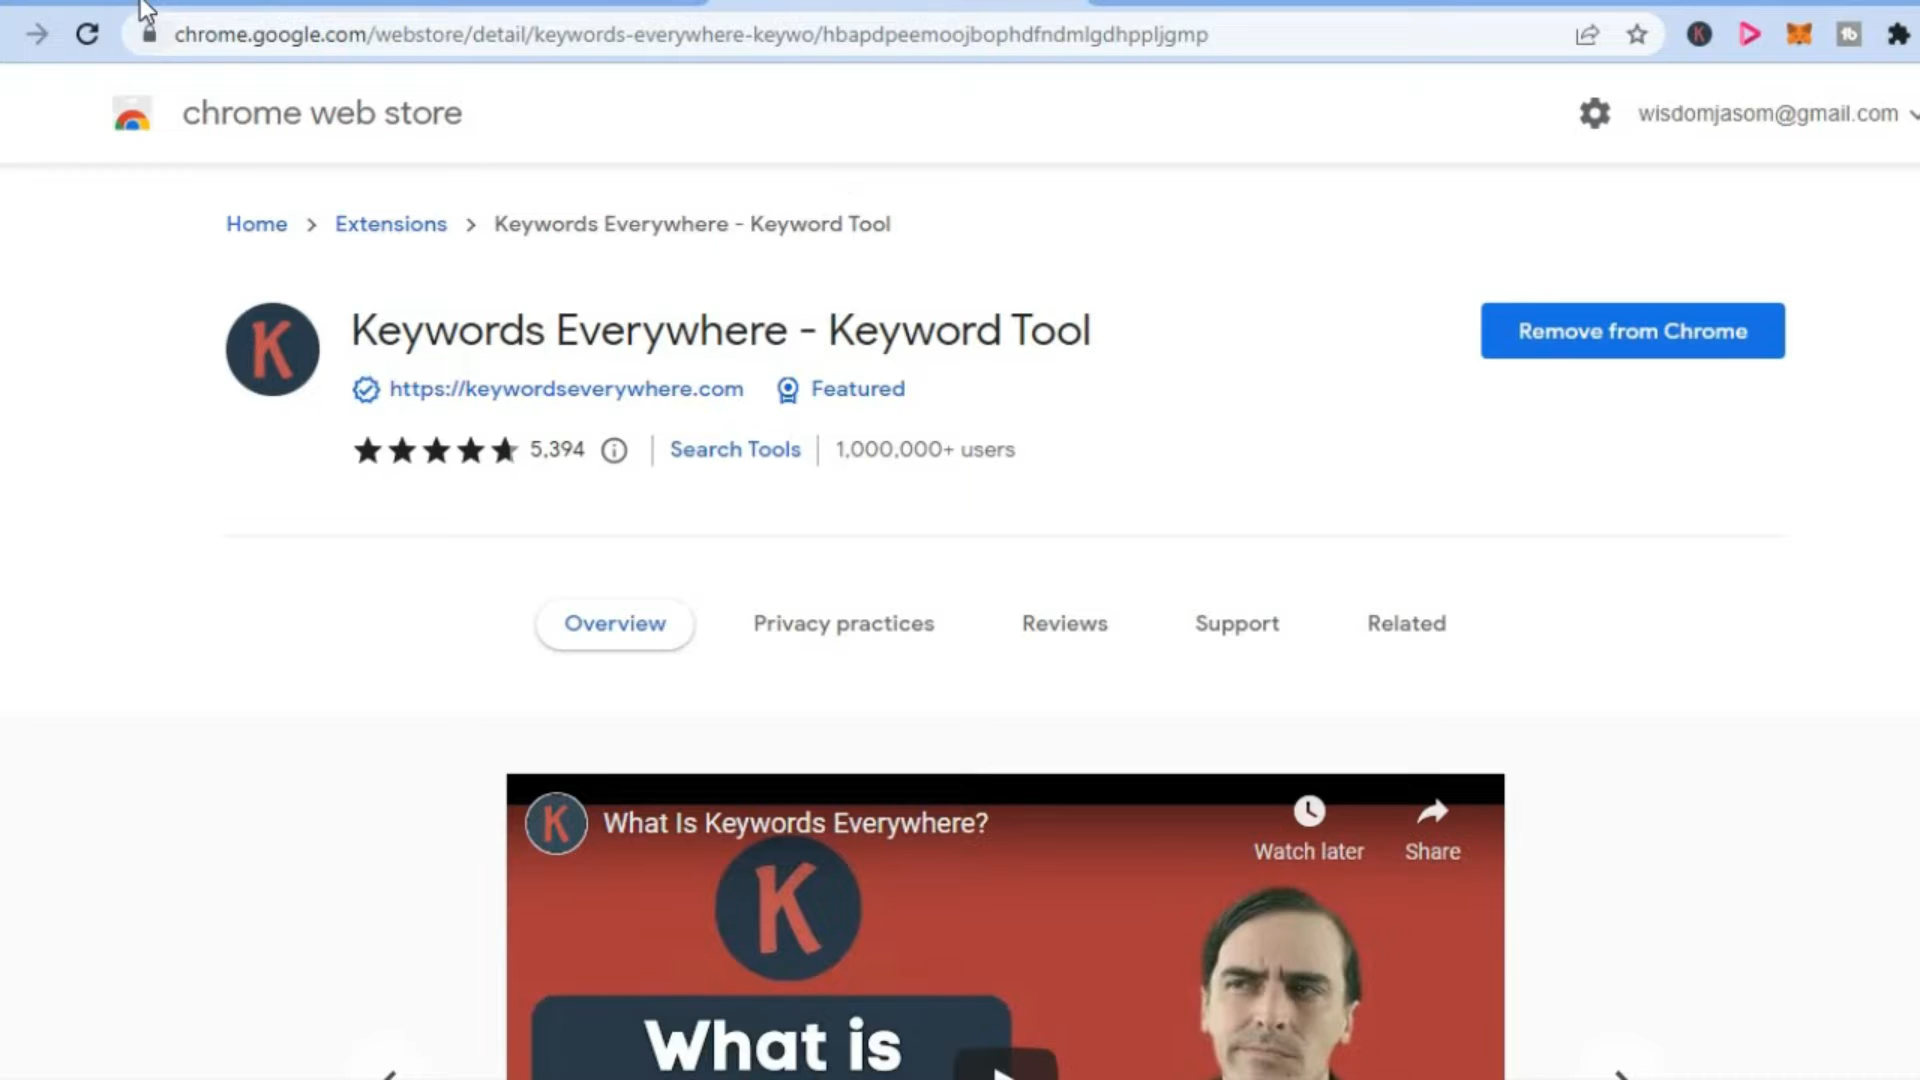 chrome.google.com/webstore/detail/keywords-everywhere-keywo/hbapdpeemoojbophdfndmlgdhppljgmp
K
tb
chrome web store
wisdomjasom@gmail.com
Home > Extensions > Keywords Everywhere - Keyword Tool
K
Keywords Everywhere - Keyword Tool
Remove from Chrome
https://keywordseverywhere.com Featured
5,394 Search Tools 1,000,000+ users
Overview Privacy practices Reviews Support Related
K What Is Keywords Everywhere?
Watch later Share
K
What is